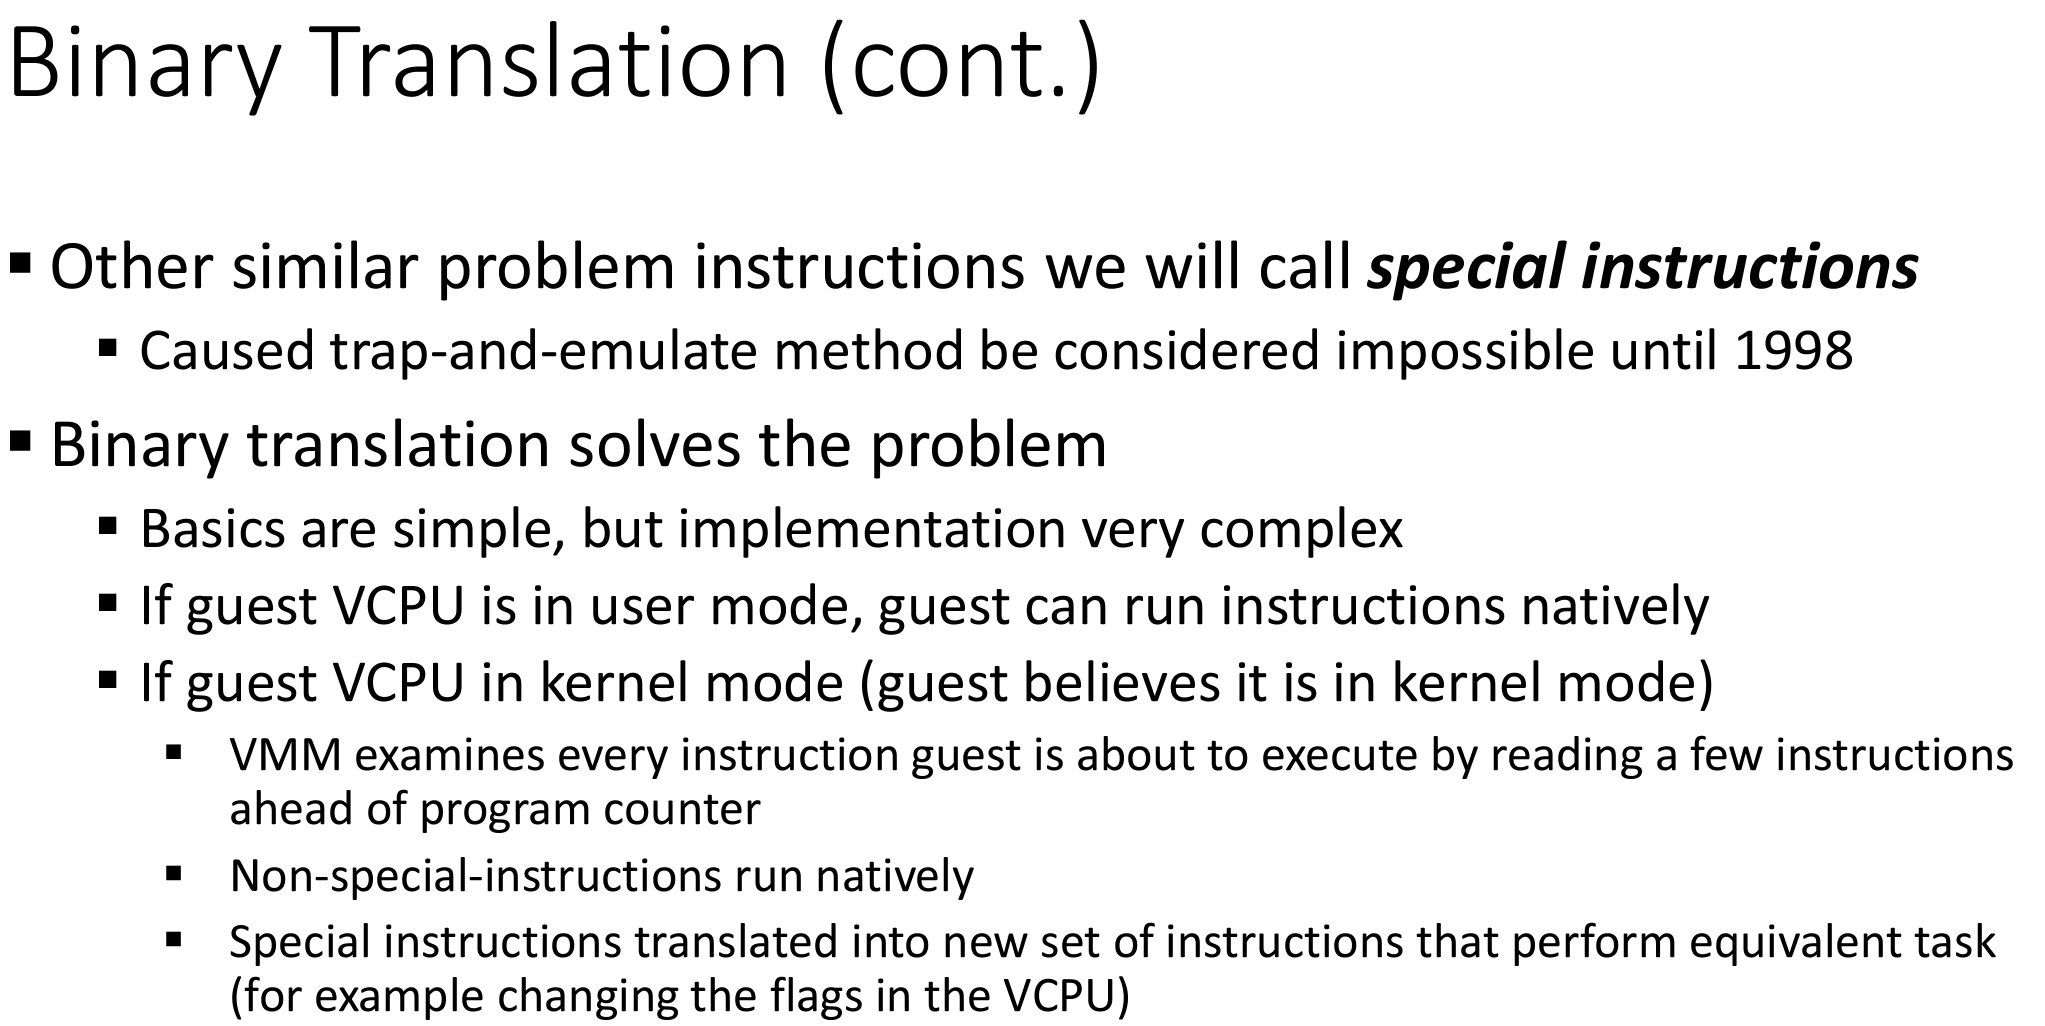 Binary Translation (cont.)
▪ Other similar problem instructions we will call special instructions
▪ Caused trap-and-emulate method be considered impossible until 1998
▪ Binary translation solves the problem
▪ Basics are simple, but implementation very complex
▪ If guest VCPU is in user mode, guest can run instructions natively
▪ If guest VCPU in kernel mode (guest believes it is in kernel mode)
▪ VMM examines every instruction guest is about to execute by reading a few instructions
ahead of program counter
▪ Non-special-instructions run natively
▪ Special instructions translated into new set of instructions that perform equivalent task
(for example changing the flags in the VCPU)